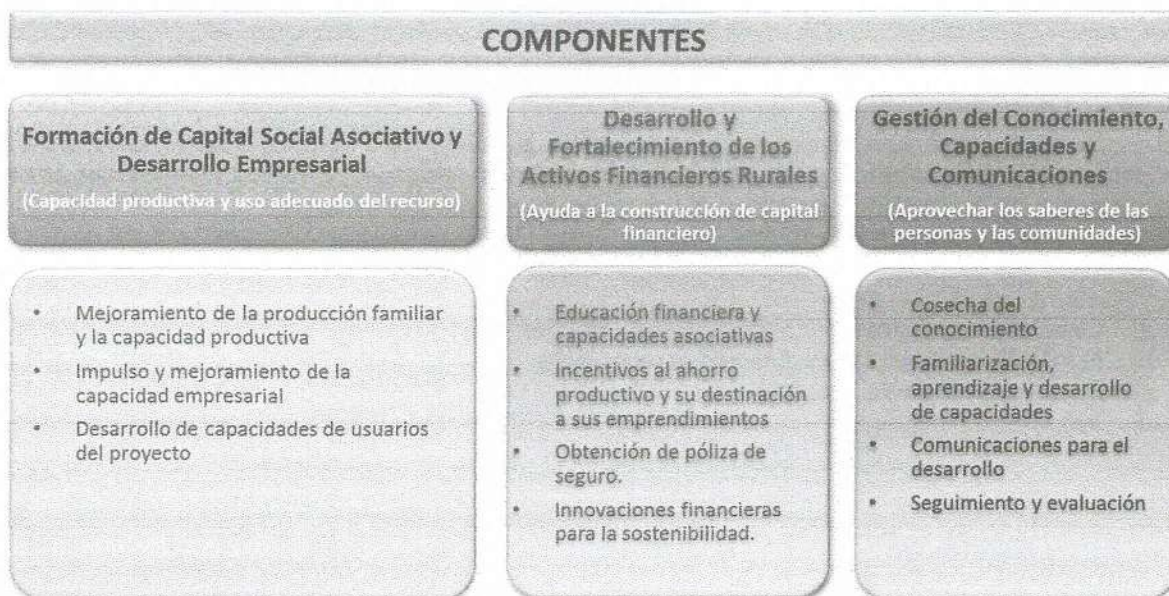 COMPONENTES
Formación de Capital Social Asociativo y
Desarrollo Empresarial
(Capacidad productiva y uso adecuado del recurso)
• Mejoramiento de la producción familiar
y la capacidad productiva
• Impulso y mejoramiento de la
capacidad empresarial
• Desarrollo de capacidades de usuarios
del proyecto
Desarrollo y
Fortalecimiento de los
Activos Financieros Rurales
(Ayuda a la construcción de capital
financiero)
• Educación financiera y
capacidades asociativas
• Incentivos al ahorro
productivo y su destinación
a sus emprendimientos
• Obtención de póliza de
seguro.
• Innovaciones financieras
para la sostenibilidad.
Gestión del Conocimiento,
Capacidades y
Comunicaciones
(Aprovechar los saberes de las
personas y las comunidades)
• Cosecha del
conocimiento
• Familiarización,
aprendizaje y desarrollo
de capacidades
• Comunicaciones para el
desarrollo
• Seguimiento y evaluación